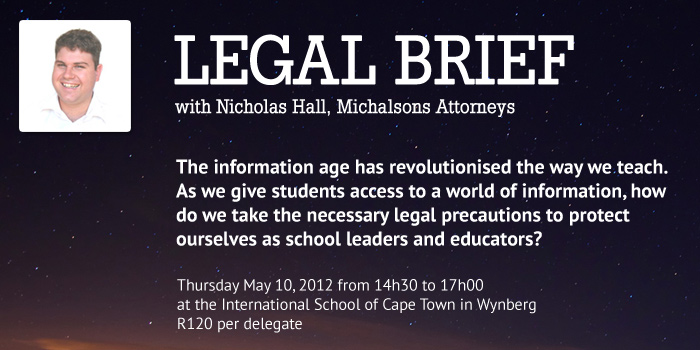 LEGAL BRIEF
with Nicholas Hall, Michalsons Attorneys
The information age has revolutionised the way we teach.
As we give students access to a world of information, how
do we take the necessary legal precautions to protect
ourselves as school leaders and educators?
Thursday May 10, 2012 from 14h30 to 17h00
at the International School of Cape Town in Wynberg
R120 per delegate